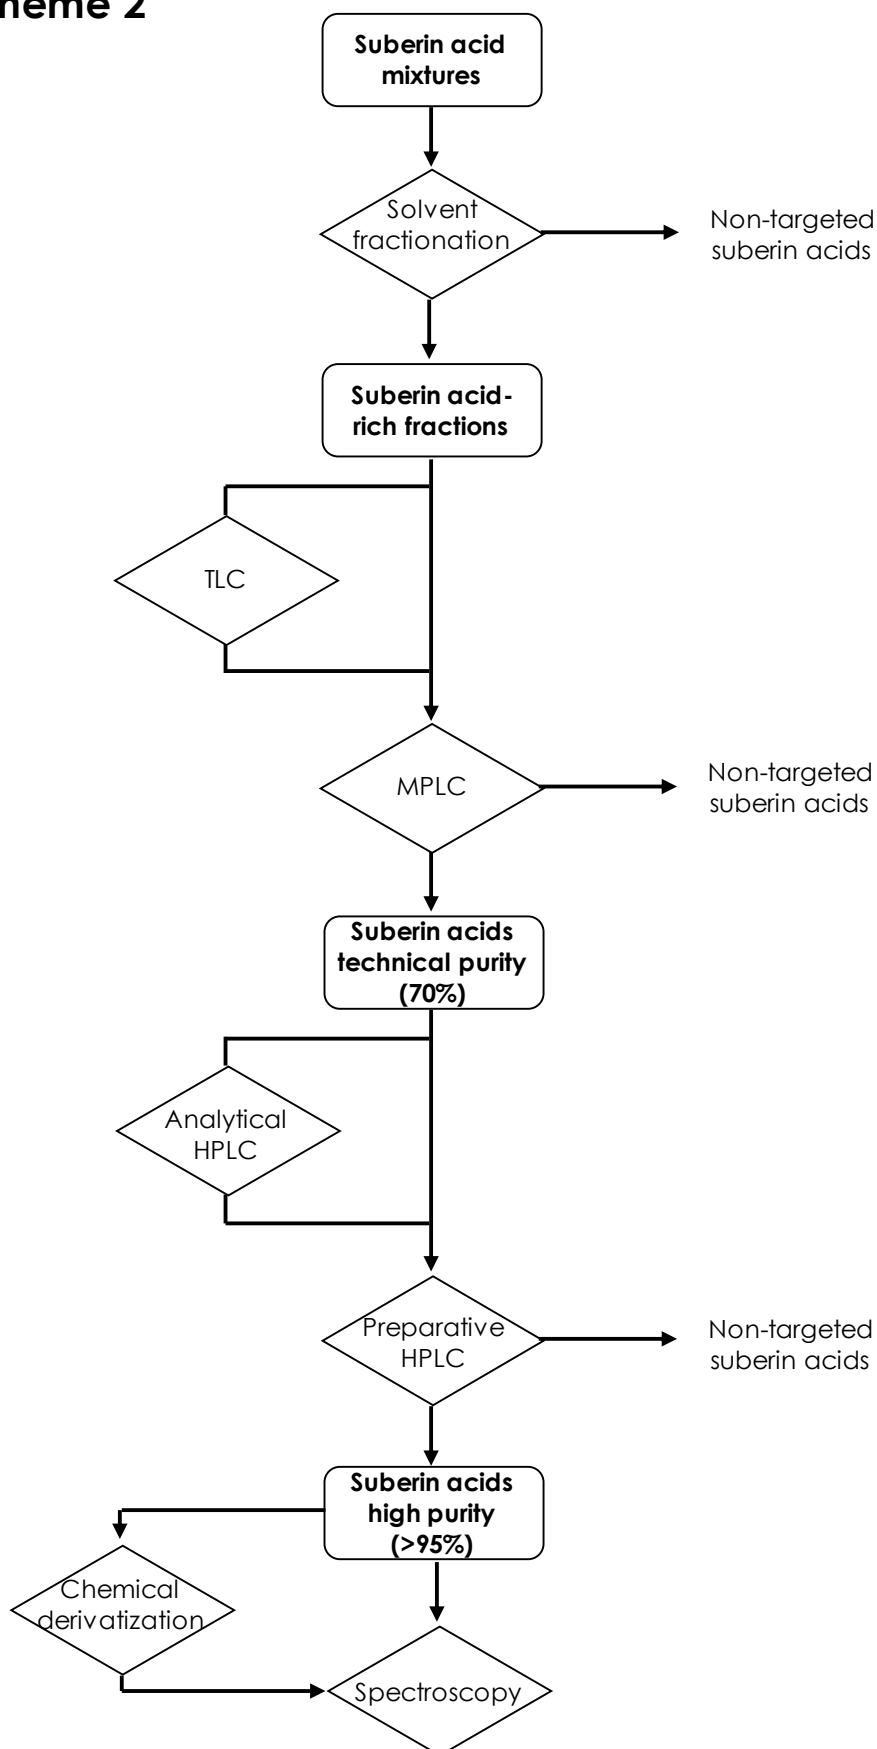 heme 2
Suberin acid
mixtures
Solvent
fractionation
Non-targeted
suberin acids
Suberin acid-
rich fractions
TLC
MPLC
Non-targeted
suberin acids
Suberin acids
technical purity
(70%)
Analytical
HPLC
Preparative
HPLC
Non-targeted
suberin acids
Suberin acids
high purity
(>95%)
Chemical
derivatization
Spectroscopy